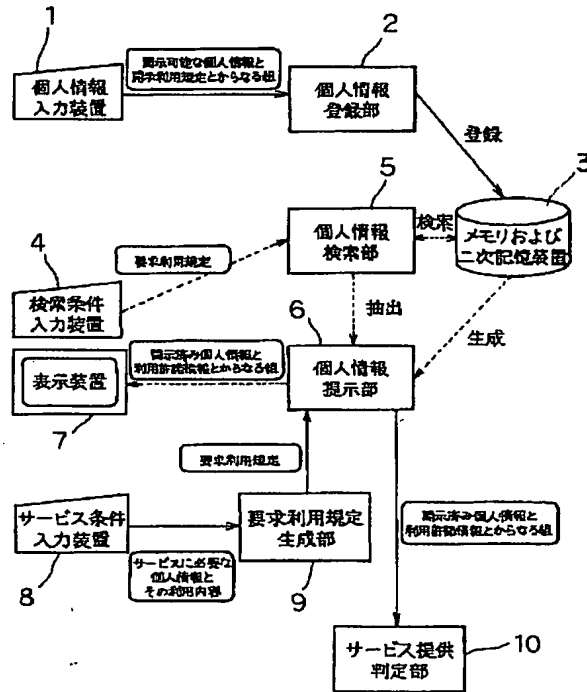 1
開示可能な個人情報と
開示利用規定とからなる組
個人情報
入力装置
2
個人情報
登録部
登録
3
メモリおよび
二次記憶装置
5
個人情報
検索部
検索
要求利用規定
4
検索条件
入力装置
抽出
生成
6
個人情報
提示部
開示済み個人情報と
利用許諾情報とからなる組
表示装置
7
要求利用規定
サービス条件
入力装置
8
サービスに必要な
個人情報と
その利用内容
要求利用規定
生成部
9
開示済み個人情報と
利用許諾情報とからなる組
サービス提供
判定部
10